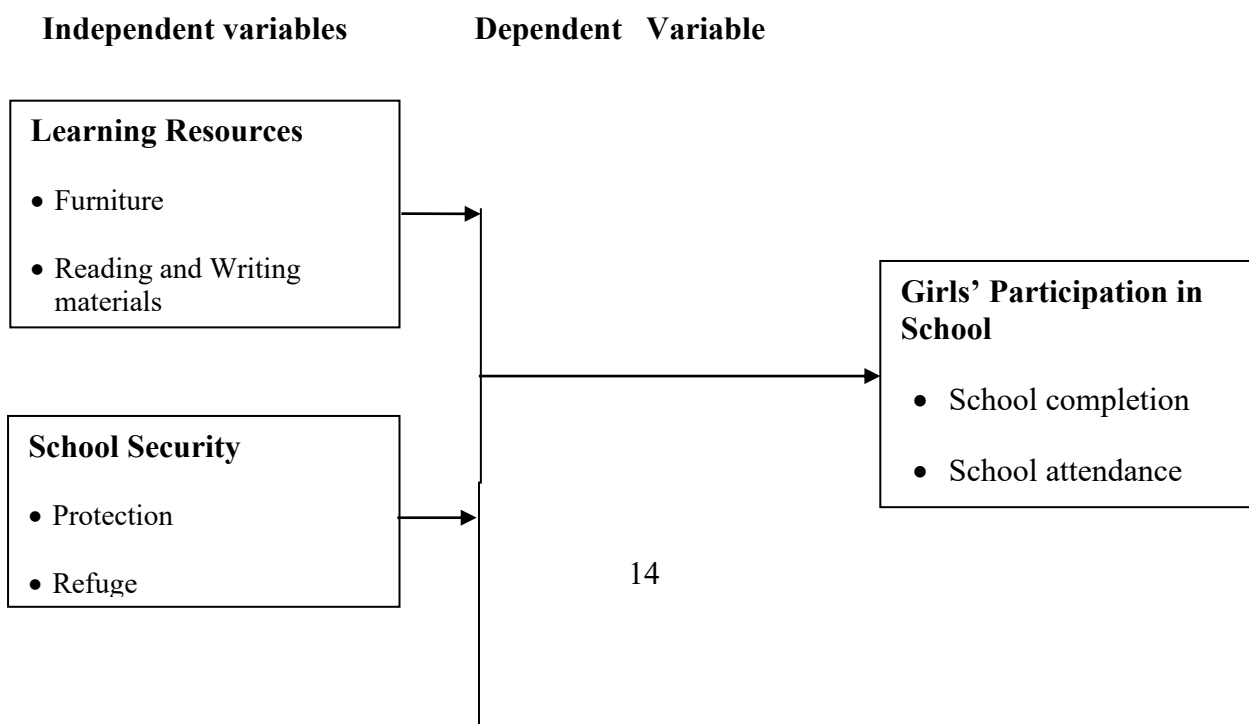 Independent variables Dependent Variable
Learning Resources
• Furniture
• Reading and Writing
materials
School Security
• Protection
• Refuge
Girls’ Participation in
School
• School completion
• School attendance
14